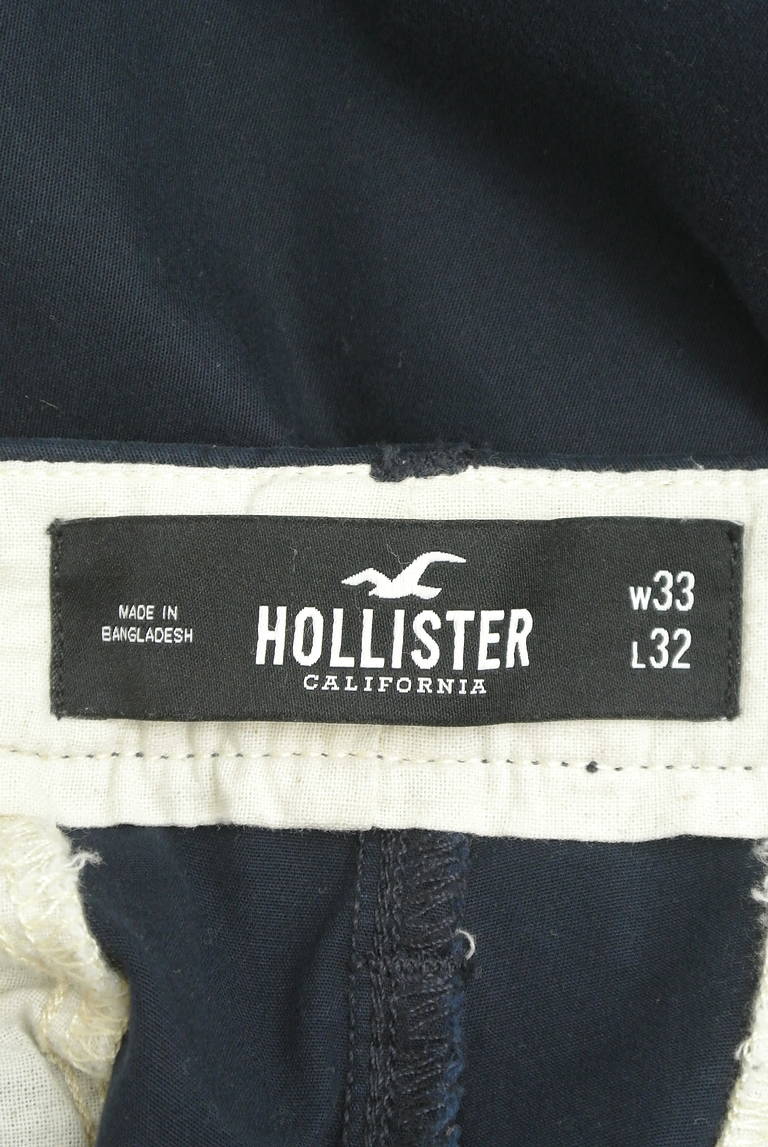 MADE IN
BANGLADESH
HOLLISTER
CALIFORNIA
W33
L32